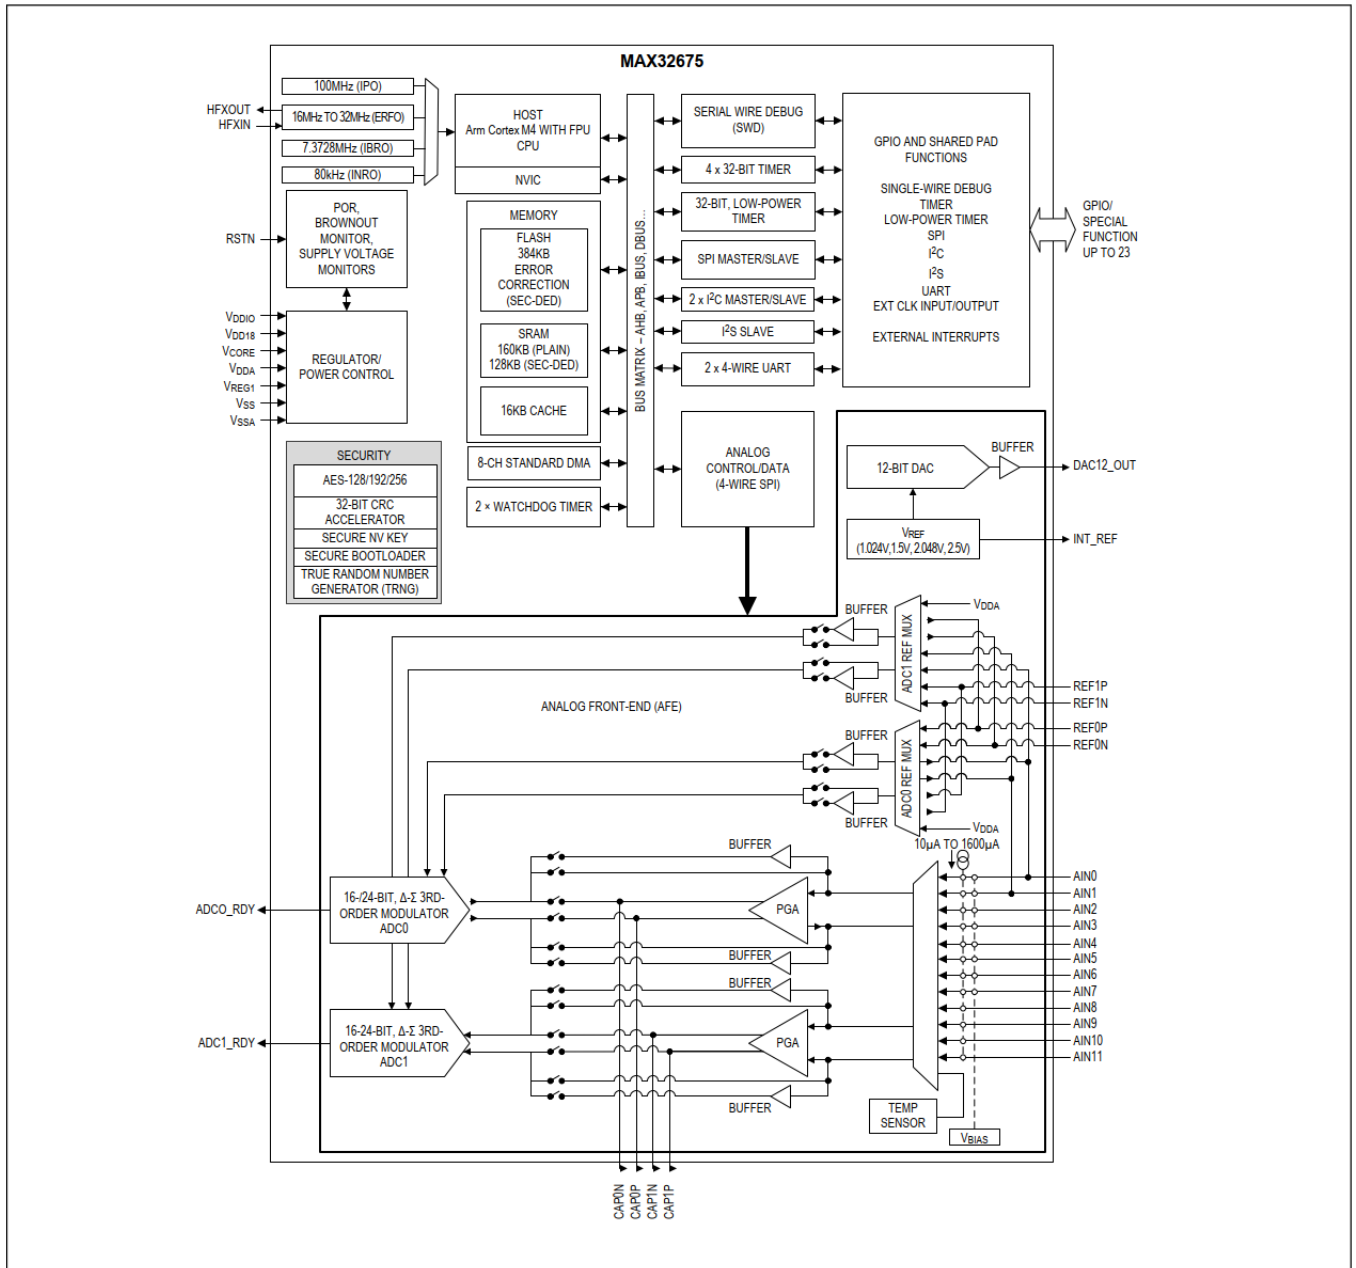 MAX32675
100MHz (IPO)
HFXOUT
HFXIN
16MHz TO 32MHz (ERFO)
7.3728MHz (IBRO)
80kHz (INRO)
HOST
Arm Cortex M4 WITH FPU
CPU
NVIC
RSTN
POR,
BROWNOUT
MONITOR,
SUPPLY VOLTAGE
MONITORS
VDDIO
VDD18
VCORE
VDDA
VREG1
VSS
VSSA
REGULATOR/
POWER CONTROL
MEMORY
FLASH
384KB
ERROR
CORRECTION
(SEC-DED)
SRAM
160KB (PLAIN)
128KB (SEC-DED)
16KB CACHE
8-CH STANDARD DMA
2 × WATCHDOG TIMER
SECURITY
AES-128/192/256
32-BIT CRC
ACCELERATOR
SECURE NV KEY
SECURE BOOTLOADER
TRUE RANDOM NUMBER
GENERATOR (TRNG)
BUS MATRIX – AHB, APB, IBUS, DBUS...
SERIAL WIRE DEBUG
(SWD)
4 x 32-BIT TIMER
32-BIT, LOW-POWER
TIMER
SPI MASTER/SLAVE
2 x I2C MASTER/SLAVE
I2S SLAVE
2 x 4-WIRE UART
ANALOG
CONTROL/DATA
(4-WIRE SPI)
GPIO AND SHARED PAD
FUNCTIONS
SINGLE-WIRE DEBUG
TIMER
LOW-POWER TIMER
SPI
I2C
I2S
UART
EXT CLK INPUT/OUTPUT
EXTERNAL INTERRUPTS
GPIO/
SPECIAL
FUNCTION
UP TO 23
12-BIT DAC
BUFFER
DAC12_OUT
VREF
(1.024V,1.5V, 2.048V, 2.5V)
INT_REF
BUFFER
BUFFER
ADC1 REF MUX
VDDA
REF1P
REF1N
REF0P
REF0N
ANALOG FRONT-END (AFE)
BUFFER
BUFFER
ADC0 REF MUX
VDDA
10µA TO 1600µA
BUFFER
PGA
BUFFER
16-/24-BIT, Δ-Σ 3RD-
ORDER MODULATOR
ADC0
ADCO_RDY
BUFFER
PGA
BUFFER
16-24-BIT, Δ-Σ 3RD-
ORDER MODULATOR
ADC1
ADC1_RDY
AIN0
AIN1
AIN2
AIN3
AIN4
AIN5
AIN6
AIN7
AIN8
AIN9
AIN10
AIN11
TEMP
SENSOR
VBIAS
CAP0N
CAP0P
CAP1N
CAP1P